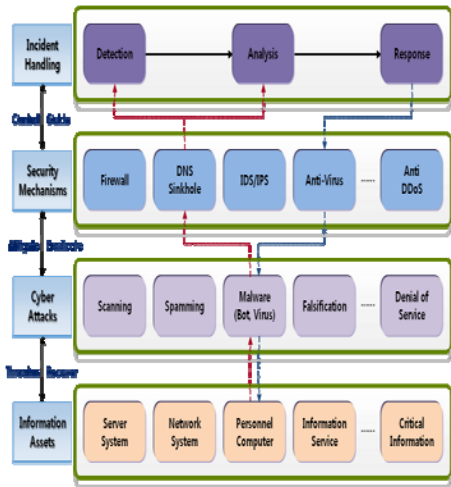 Incident
Handling
Detection
Analysis
Response
Guide
Security
Mechanisms
Firewall
DNS
Sinkhole
IDS/IPS
Anti-Virus
Anti
DDoS
Cyber
Attacks
Scanning
Spamming
Malware
(Bot, Virus)
Falsification
Denial of
Service
Recover
Information
Assets
Server
System
Network
System
Personnel
Computer
Information
Service
Critical
Information